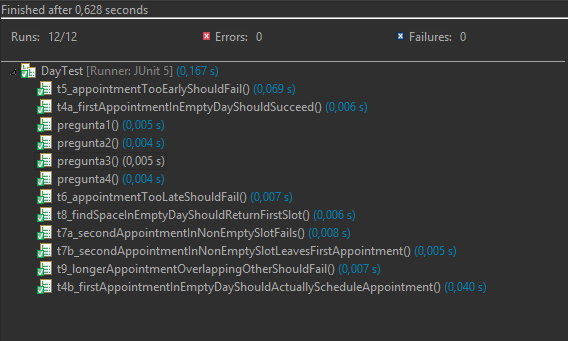 Finished after 0,628 seconds
Runs: 12/12 Errors: 0 Failures: 0
DayTest [Runner: JUnit 5] (0,167 s)
t5_appointmentTooEarlyShouldFail() (0,069 s)
t4a_firstAppointmentInEmptyDayShouldSucceed() (0,006 s)
pregunta1() (0,005 s)
pregunta2() (0,004 s)
pregunta3() (0,005 s)
pregunta4() (0,004 s)
t6_appointmentTooLateShouldFail() (0,007 s)
t8_findSpaceInEmptyDayShouldReturnFirstSlot() (0,006 s)
t7a_secondAppointmentInNonEmptySlotFails() (0,008 s)
t7b_secondAppointmentInNonEmptySlotLeavesFirstAppointment() (0,005 s)
t9_longerAppointmentOverlappingOtherShouldFail() (0,007 s)
t4b_firstAppointmentInEmptyDayShouldActuallyScheduleAppointment() (0,040 s)